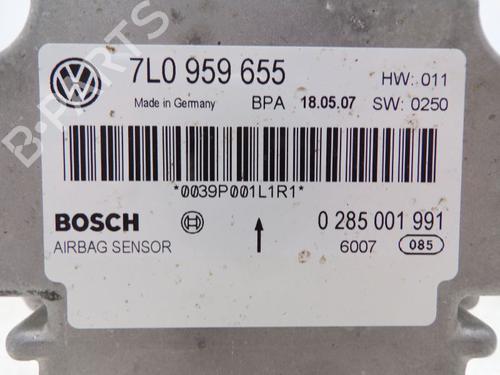 7L0 959 655
HW: 011
Made in Germany
BPA
18.05.07
SW: 0250
*0039P001L1R1*
BOSCH
0 285 001 991
AIRBAG SENSOR
6007
085
B-PARTS